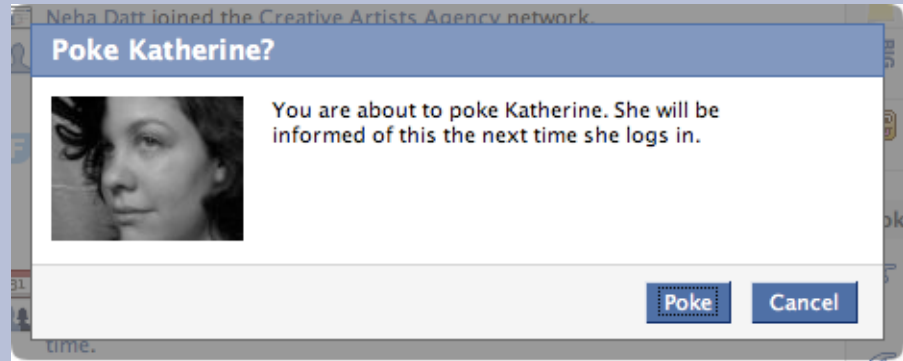 Neha Datt joined the Creative Artists Agency network.
Poke Katherine?
You are about to poke Katherine. She will be
informed of this the next time she logs in.
31
Poke Cancel
time.